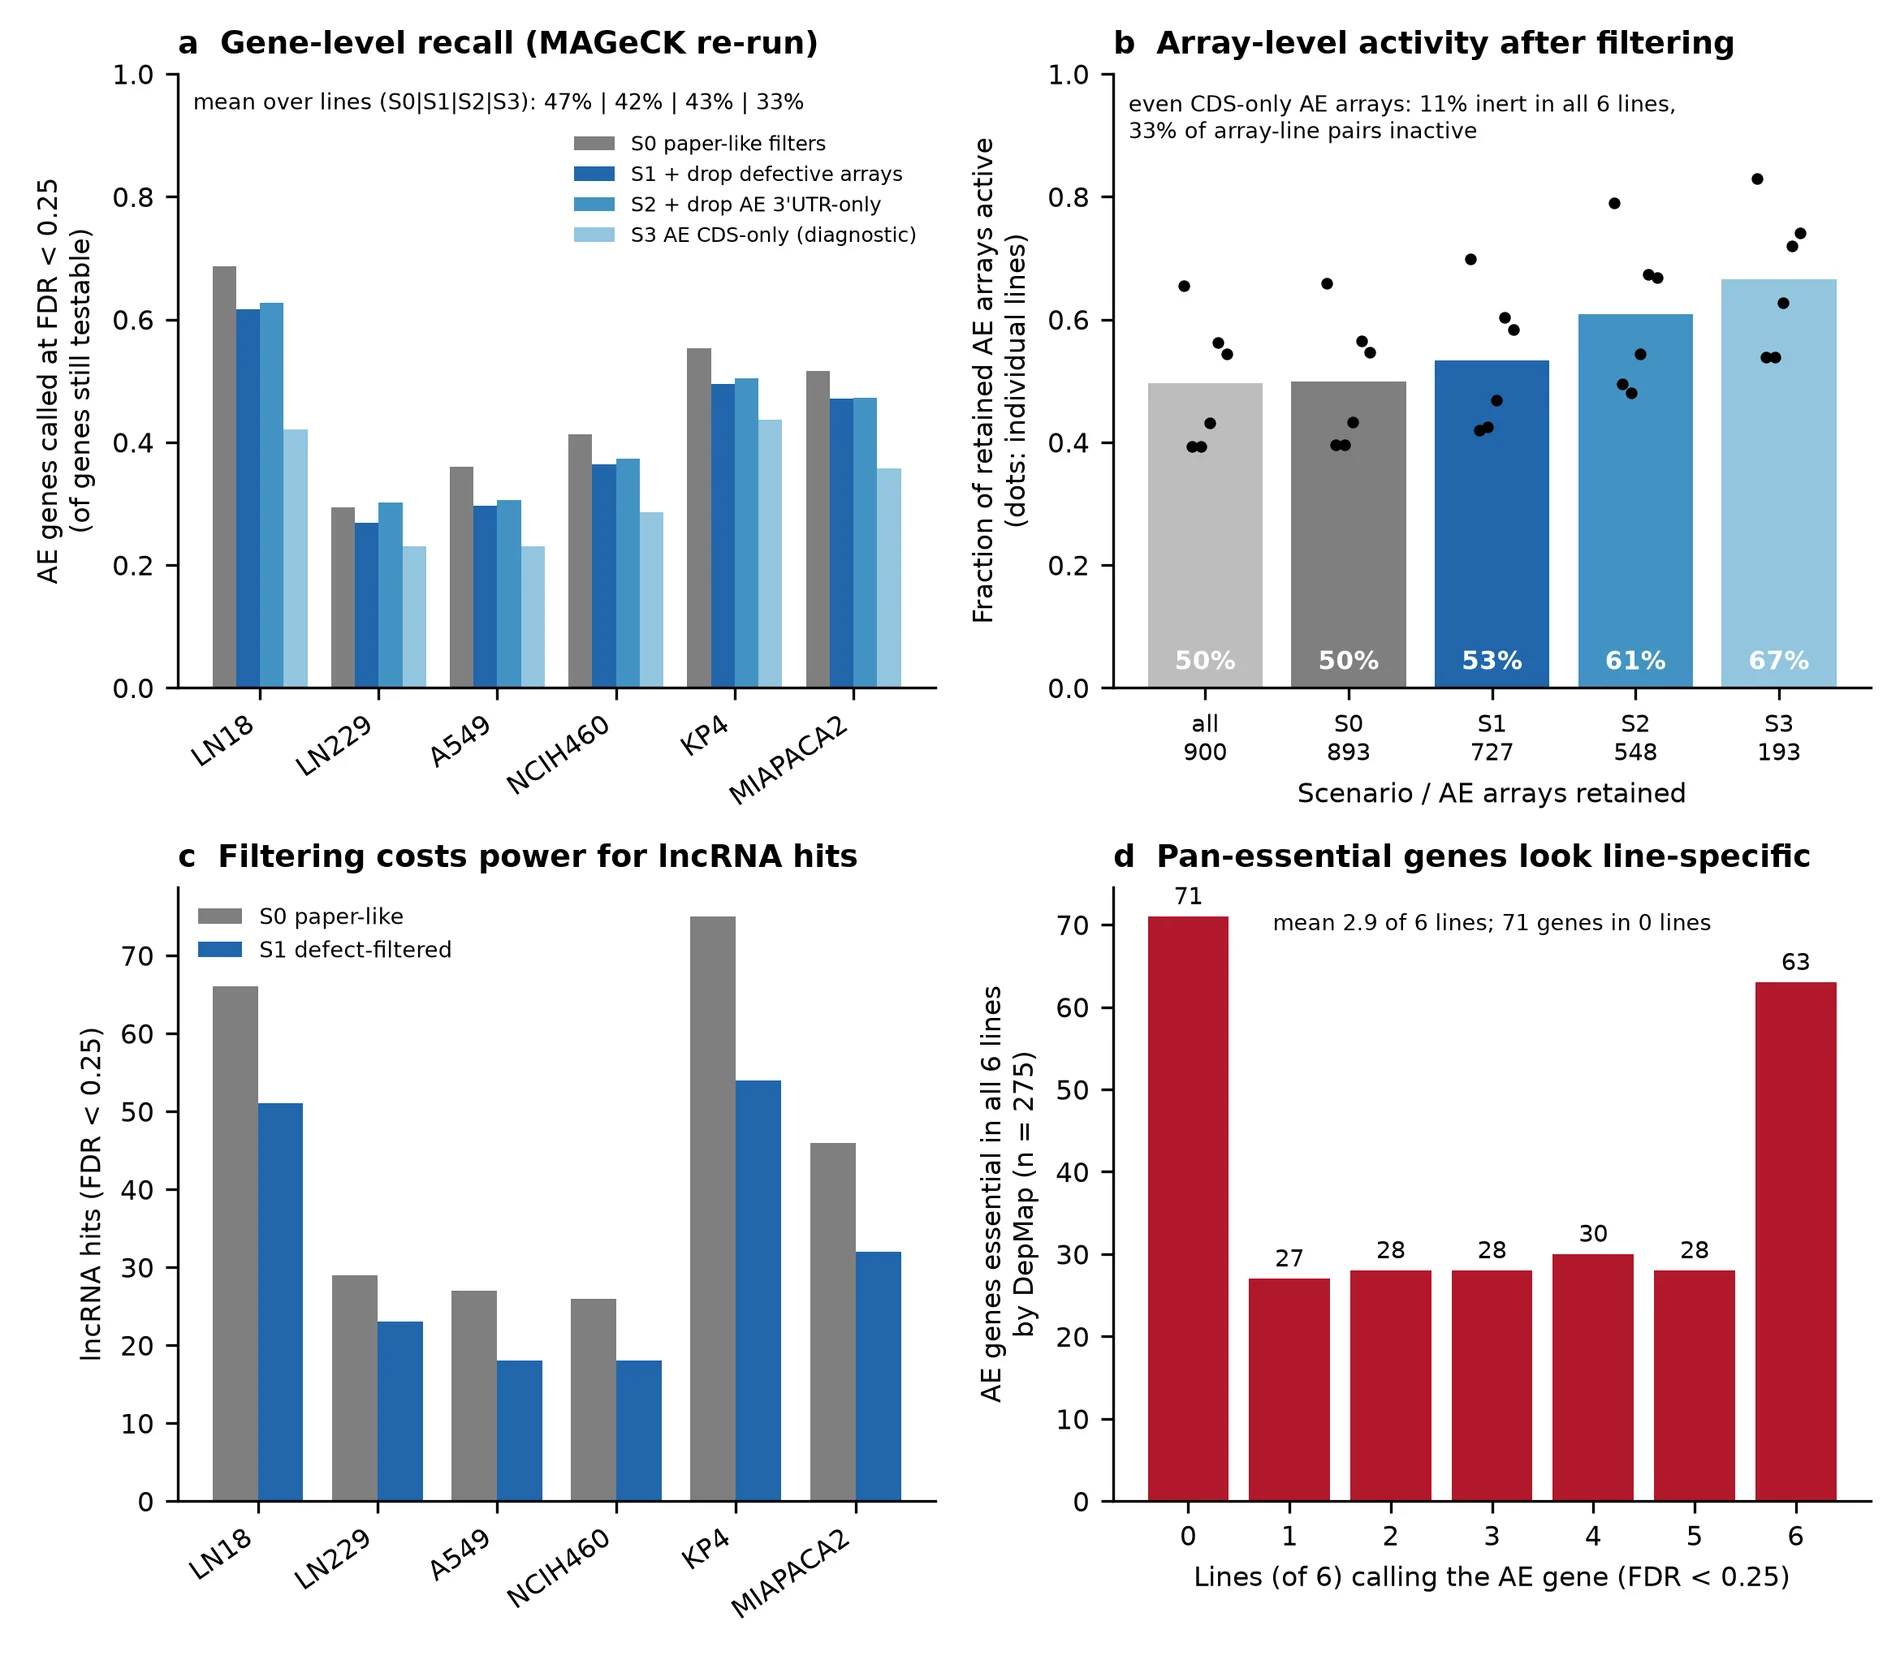 a Gene-level recall (MAGeCK re-run)
mean over lines (S0|S1|S2|S3): 47% | 42% | 43% | 33%
S0 paper-like filters
S1 + drop defective arrays
S2 + drop AE 3'UTR-only
S3 AE CDS-only (diagnostic)
AE genes called at FDR < 0.25
(of genes still testable)
1.0
0.8
0.6
0.4
0.2
0.0
LN18
LN229
A549
NCIH460
KP4
MIAPACA2
b Array-level activity after filtering
even CDS-only AE arrays: 11% inert in all 6 lines,
33% of array-line pairs inactive
Fraction of retained AE arrays active
(dots: individual lines)
1.0
0.8
0.6
0.4
0.2
0.0
50%
50%
53%
61%
67%
all
900
S0
893
S1
727
S2
548
S3
193
Scenario / AE arrays retained
c Filtering costs power for lncRNA hits
S0 paper-like
S1 defect-filtered
lncRNA hits (FDR < 0.25)
70
60
50
40
30
20
10
0
LN18
LN229
A549
NCIH460
KP4
MIAPACA2
d Pan-essential genes look line-specific
mean 2.9 of 6 lines; 71 genes in 0 lines
AE genes essential in all 6 lines
by DepMap (n = 275)
70
60
50
40
30
20
10
0
71
27
28
28
30
28
63
0
1
2
3
4
5
6
Lines (of 6) calling the AE gene (FDR < 0.25)